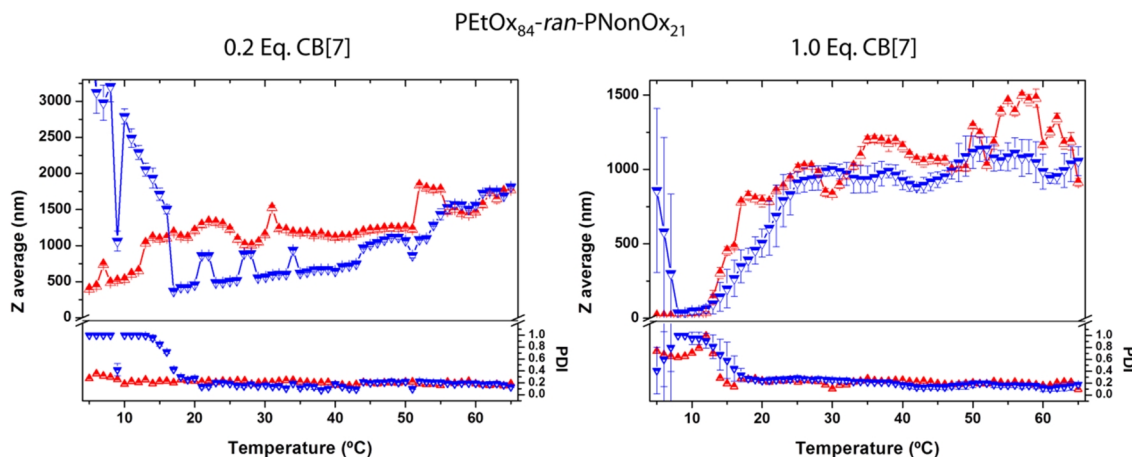 PEtOx84-ran-PNonOx21
0.2 Eq. CB[7]
1.0 Eq. CB[7]
Z average (nm)
3000
2500
2000
1500
1000
500
0
PDI
1.0
0.8
0.6
0.4
0.2
0.0
10 20 30 40 50 60
Temperature (ºC)
Z average (nm)
1500
1000
500
0
PDI
1.0
0.8
0.6
0.4
0.2
0.0
10 20 30 40 50 60
Temperature (ºC)